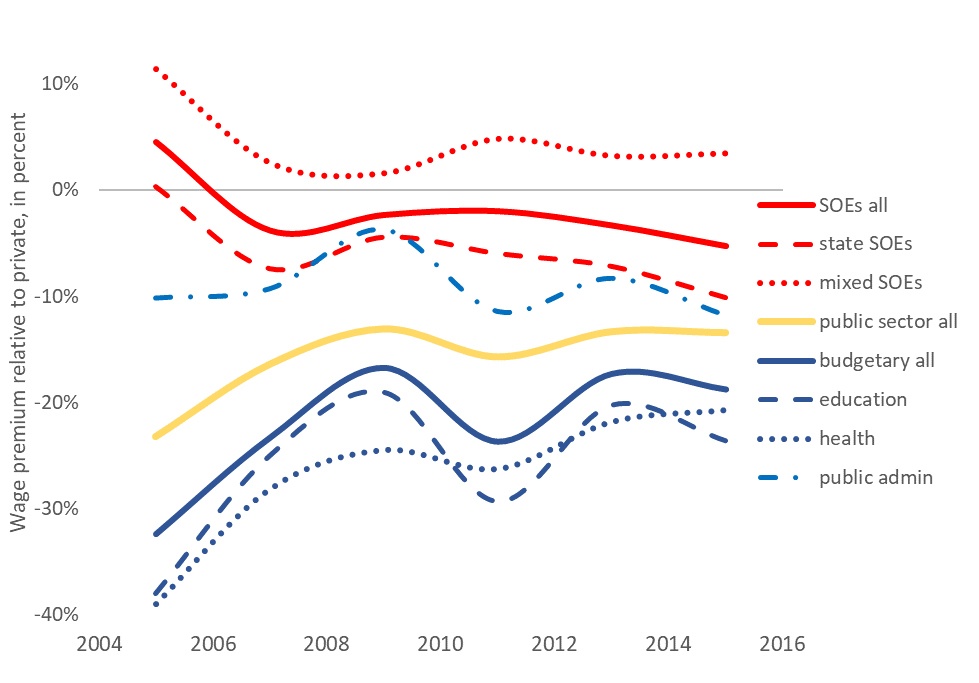 Wage premium relative to private, in percent
10%
0%
-10%
-20%
-30%
-40%
2004
2006
2008
2010
2012
2014
2016
SOEs all
state SOEs
mixed SOEs
public sector all
budgetary all
education
health
public admin